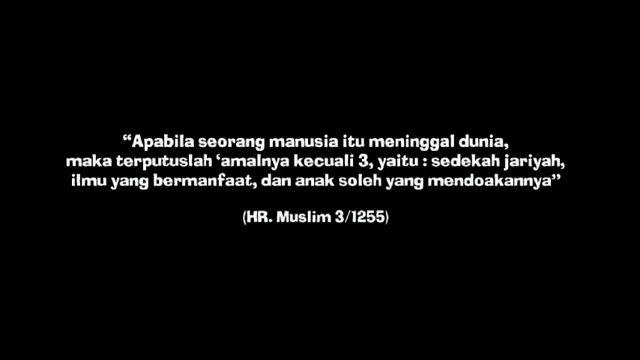 “Apabila seorang manusia itu meninggal dunia,
maka terputuslah ‘amalnya kecuali 3, yaitu : sedekah jariyah,
ilmu yang bermanfaat, dan anak soleh yang mendoakannya”
(HR. Muslim 3/1255)